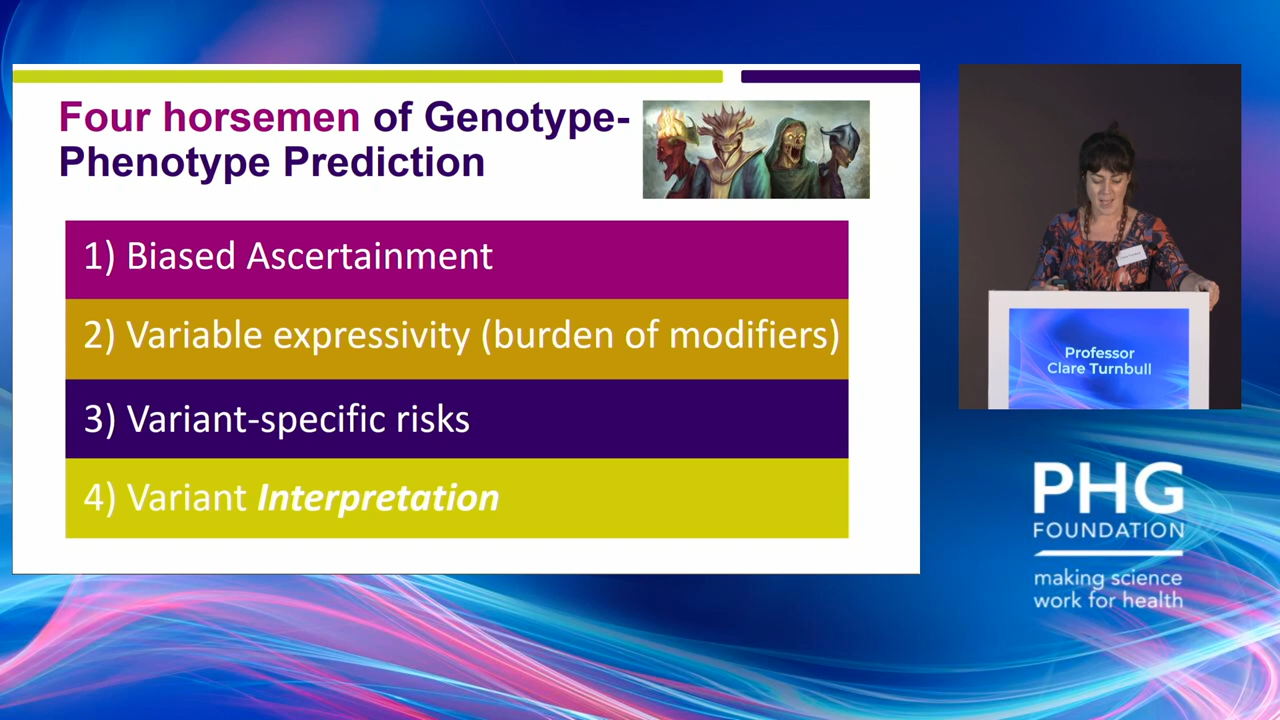 Four horsemen of Genotype-
Phenotype Prediction
1) Biased Ascertainment
2) Variable expressivity (burden of modifiers)
3) Variant-specific risks
4) Variant Interpretation
Professor
Clare Turnbull
PHG
FOUNDATION
making science
work for health